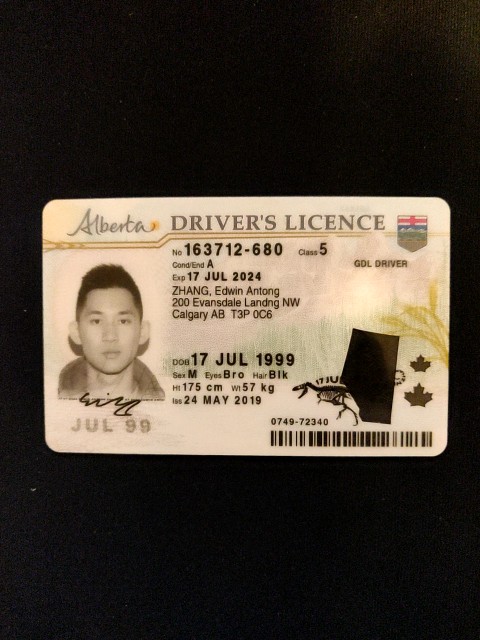 Alberta DRIVER'S LICENCE
No 163712-680 Class 5
Cond/End A GDL DRIVER
Exp 17 JUL 2024
ZHANG, Edwin Antong
200 Evansdale Landng NW
Calgary AB T3P 0C6
DOB 17 JUL 1999
Sex M Eyes Bro Hair Blk
Ht 175 cm Wt 57 kg
Iss 24 MAY 2019
JUL 99
0749-72340